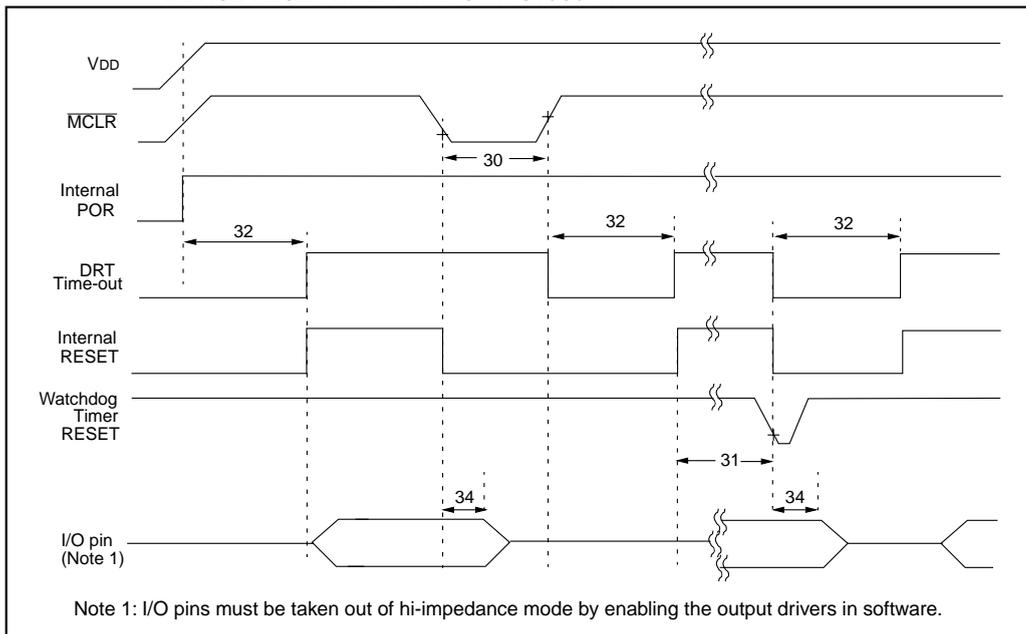 VDD
MCLR
30
Internal
POR
32
32
32
DRT
Time-out
Internal
RESET
Watchdog
Timer
RESET
31
34
34
I/O pin
(Note 1)
Note 1: I/O pins must be taken out of hi-impedance mode by enabling the output drivers in software.